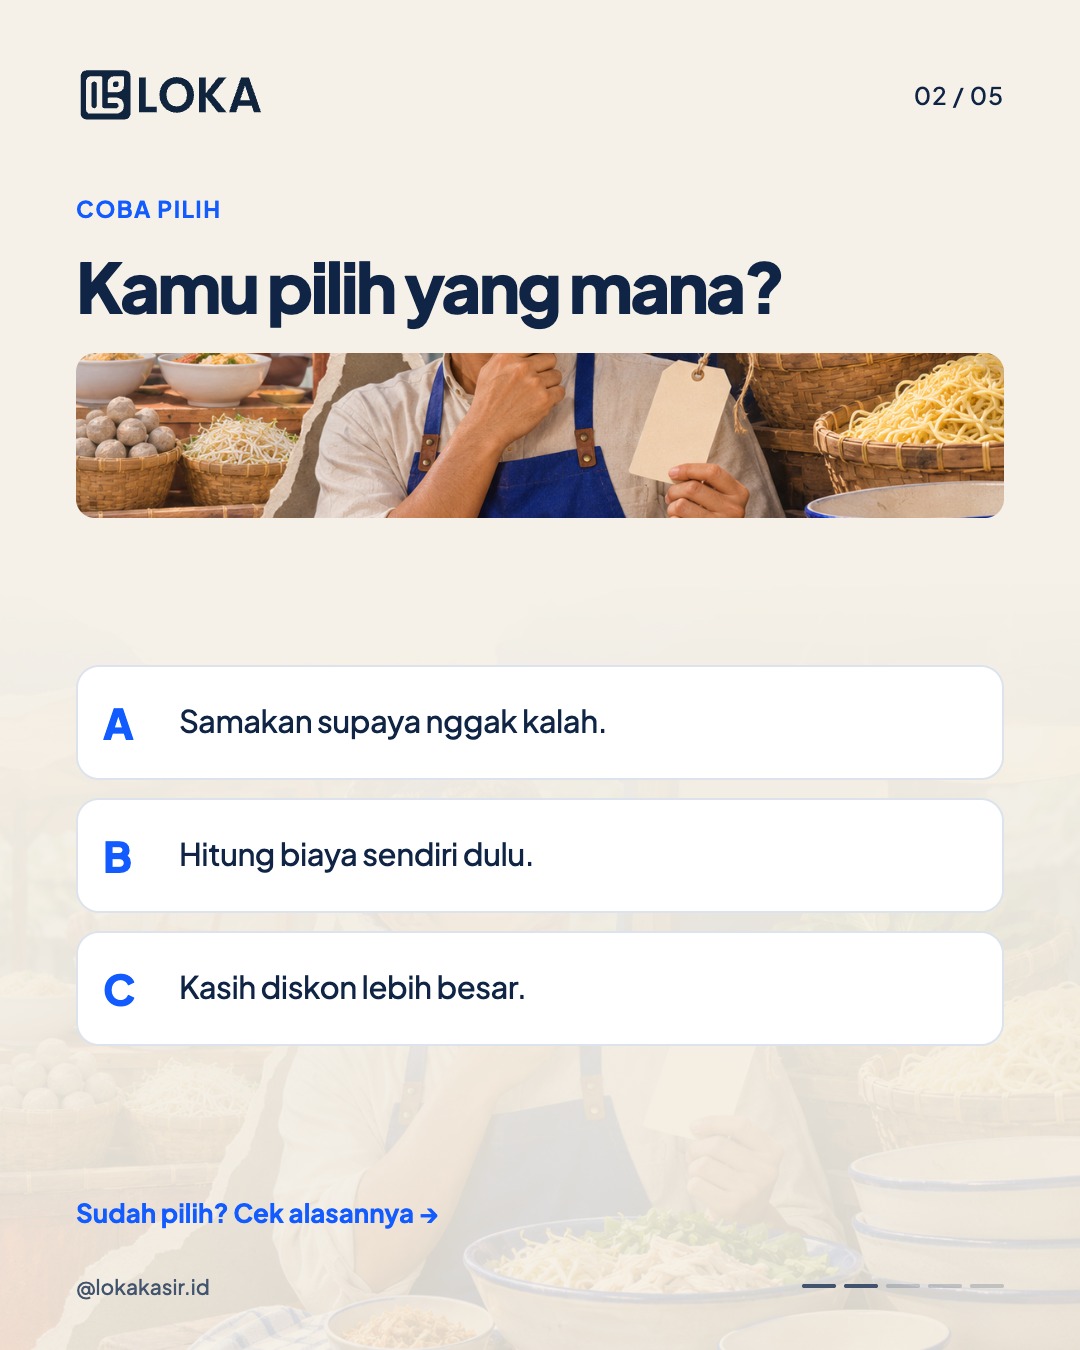 LOKA
02 / 05
COBA PILIH
Kamu pilih yang mana?
A Samakan supaya nggak kalah.
B Hitung biaya sendiri dulu.
C Kasih diskon lebih besar.
Sudah pilih? Cek alasannya →
@lokakasir.id